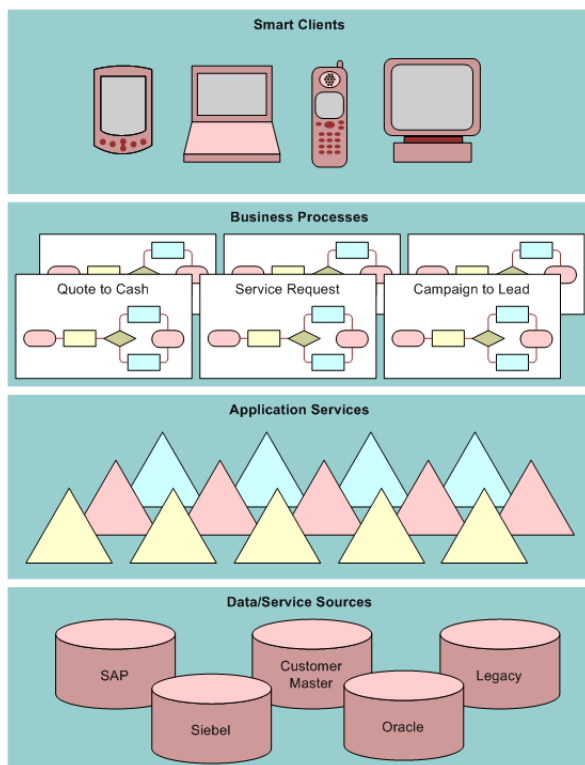 Smart Clients
Business Processes
Quote to Cash
Service Request
Campaign to Lead
Application Services
Data/Service Sources
SAP
Customer
Master
Legacy
Siebel
Oracle